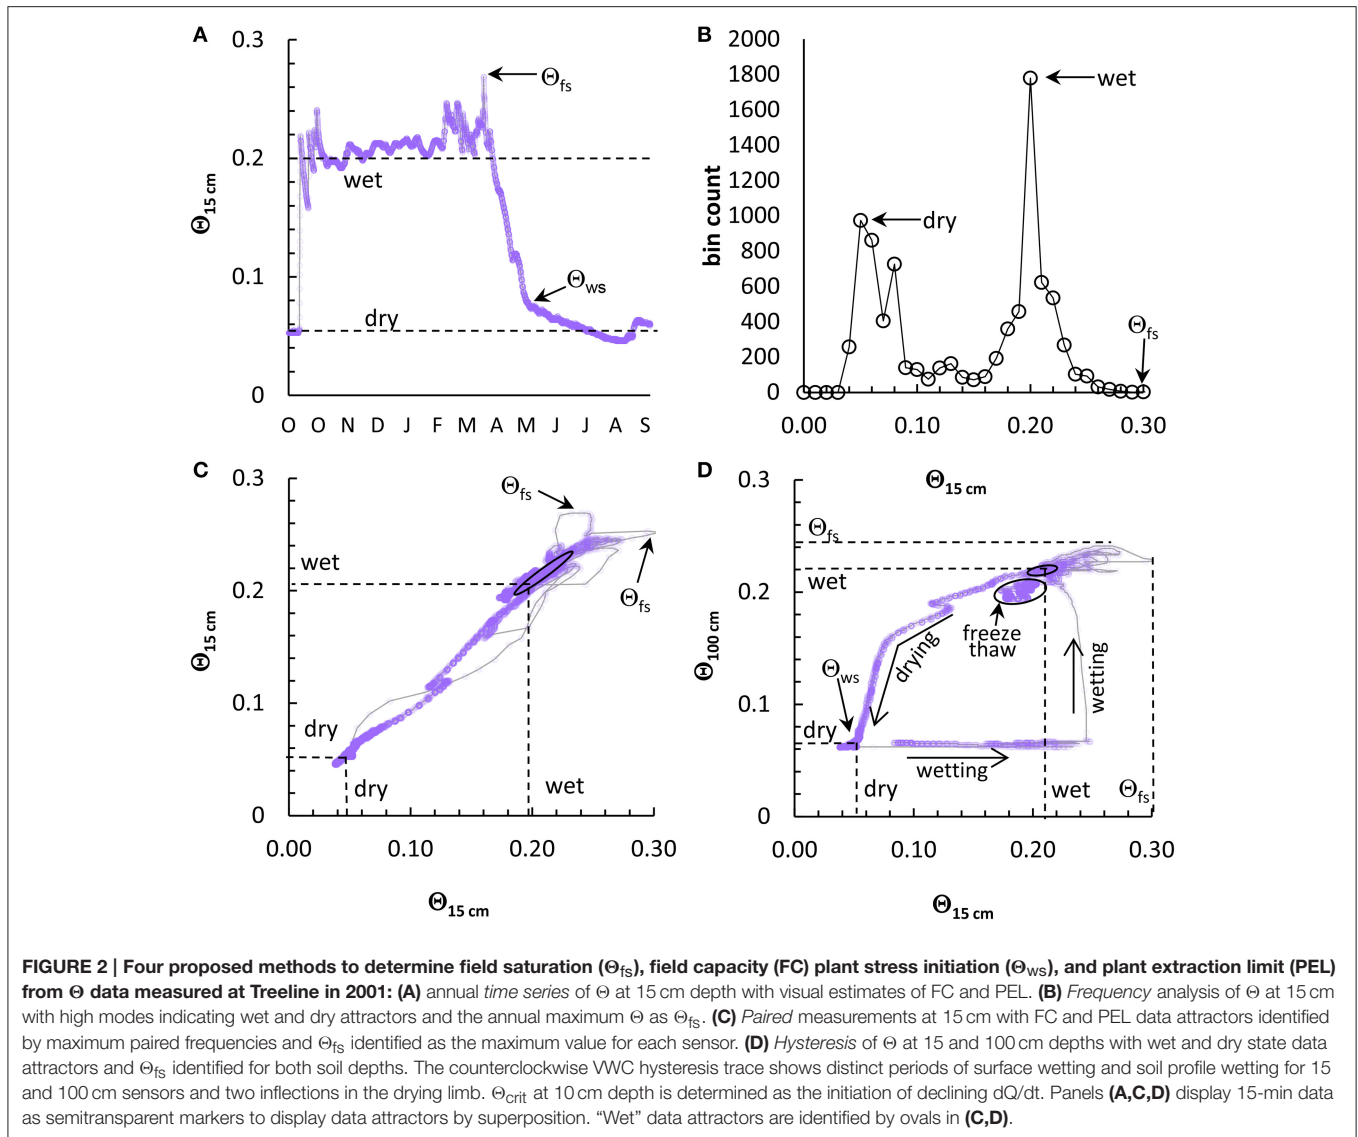 A
0.3
0.2
0.1
0
Θ15 cm
Θfs
wet
Θws
dry
O O N D J F M A M J J A S
B
2000
1800
1600
1400
1200
1000
800
600
400
200
0
bin count
wet
dry
Θfs
0.00 0.10 0.20 0.30
Θ15 cm
C
0.3
0.2
0.1
0
Θ15 cm
Θfs
wet
Θfs
dry
dry
wet
0.00 0.10 0.20 0.30
Θ15 cm
D
0.3
0.2
0.1
0
Θ100 cm
Θfs
wet
freeze
thaw
drying
wetting
Θws
dry
wetting
dry
wet
Θfs
0.00 0.10 0.20 0.30
Θ15 cm
FIGURE 2 | Four proposed methods to determine field saturation (Θfs), field capacity (FC) plant stress initiation (Θws), and plant extraction limit (PEL)
from Θ data measured at Treeline in 2001: (A) annual time series of Θ at 15 cm depth with visual estimates of FC and PEL. (B) Frequency analysis of Θ at 15 cm
with high modes indicating wet and dry attractors and the annual maximum Θ as Θfs. (C) Paired measurements at 15 cm with FC and PEL data attractors identified
by maximum paired frequencies and Θfs identified as the maximum value for each sensor. (D) Hysteresis of Θ at 15 and 100 cm depths with wet and dry state data
attractors and Θfs identified for both soil depths. The counterclockwise VWC hysteresis trace shows distinct periods of surface wetting and soil profile wetting for 15
and 100 cm sensors and two inflections in the drying limb. Θcrit at 10 cm depth is determined as the initiation of declining dQ/dt. Panels (A,C,D) display 15-min data
as semitransparent markers to display data attractors by superposition. “Wet” data attractors are identified by ovals in (C,D).